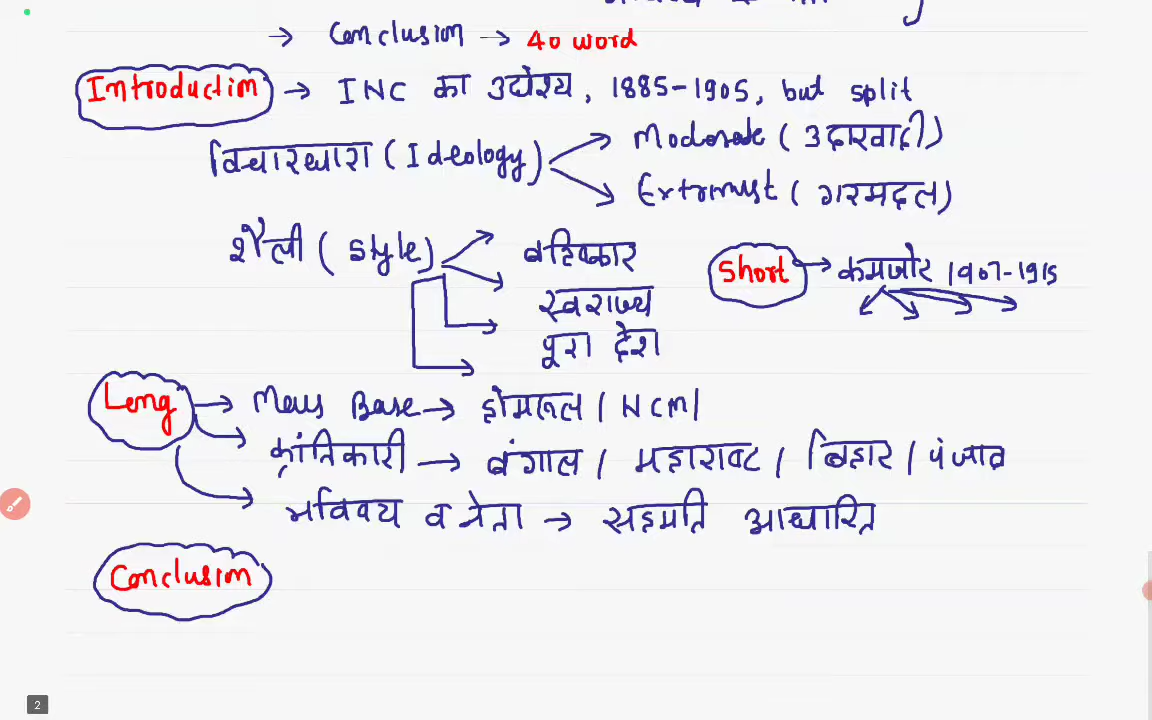 → Conclusion → 40 word
Introduction → INC का उद्देश्य, 1885-1905, but split
विचारधारा (Ideology) Moderate (उदारवादी)
Extremist (गरमदल)
शैली (style) बहिष्कार
स्वराज्य
पूरा देश
Short → कमजोर 1907-1915
Long → Mass Base → होमरूल / NCM /
क्रांतिकारी → बंगाल / महाराष्ट / बिहार / पंजाब
भविष्य व नेता → सहमति आधारित
Conclusion
2